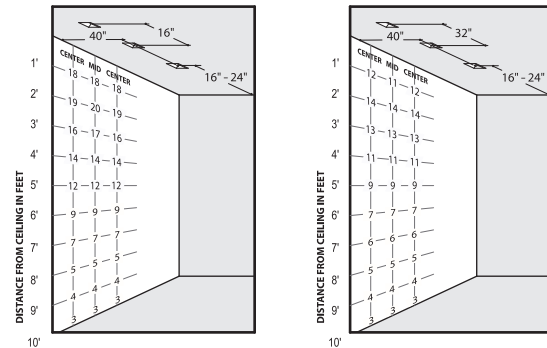 40" 16"
16" – 24"
CENTER MID CENTER
1' 18 18 18
2' 19 20 19
3' 16 17 16
4' 14 14 14
5' 12 12 12
6' 9 9 9
7' 7 7 7
8' 5 5 5
9' 4 4 4
3 3 3
10'
DISTANCE FROM CEILING IN FEET
40" 32"
16" – 24"
CENTER MID CENTER
1' 12 11 12
2' 14 14 14
3' 13 13 13
4' 11 11 11
5' 9 9 9
6' 7 7 7
7' 6 6 6
8' 5 5 5
9' 4 4 4
3 3 3
10'
DISTANCE FROM CEILING IN FEET